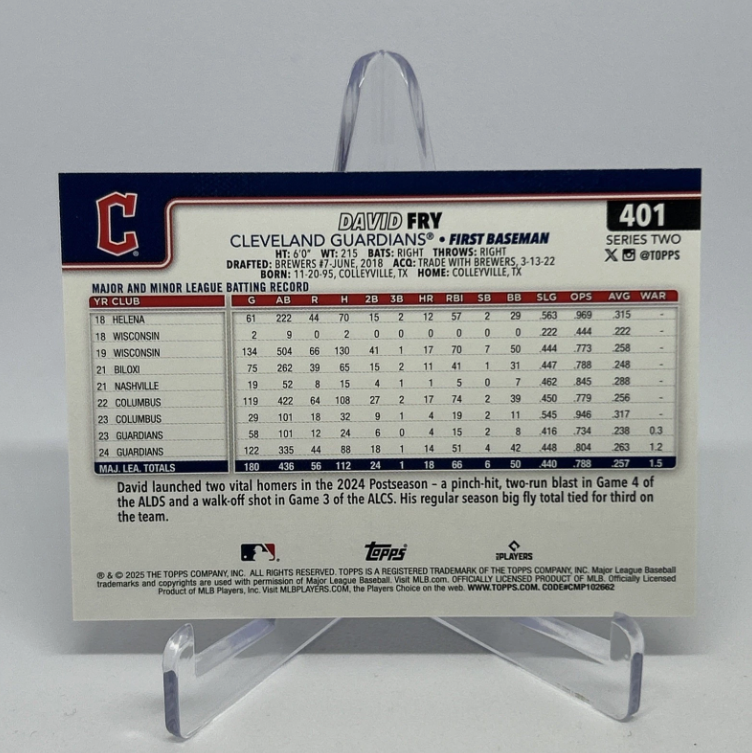 C
DAVID FRY
401
CLEVELAND GUARDIANS® • FIRST BASEMAN
SERIES TWO
HT: 6'0" WT: 215 BATS: RIGHT THROWS: RIGHT
@TOPPS
DRAFTED: BREWERS #7-JUNE, 2018 ACQ: TRADE WITH BREWERS, 3-13-22
BORN: 11-20-95, COLLEYVILLE, TX HOME: COLLEYVILLE, TX
MAJOR AND MINOR LEAGUE BATTING RECORD
YR CLUB G AB R H 2B 3B HR RBI SB BB SLG OPS AVG WAR
18 HELENA 61 222 44 70 15 2 12 57 2 29 .563 .969 .315 -
18 WISCONSIN 2 9 0 2 0 0 0 0 0 0 .222 .444 .222 -
19 WISCONSIN 134 504 66 130 41 1 17 70 7 50 .444 .773 .258 -
21 BILOXI 75 262 39 65 15 2 11 41 1 31 .447 .788 .248 -
21 NASHVILLE 19 52 8 15 4 1 1 5 0 7 .462 .845 .288 -
22 COLUMBUS 119 422 64 108 27 2 17 74 2 39 .450 .779 .256 -
23 COLUMBUS 29 101 18 32 9 1 4 19 2 11 .545 .946 .317 -
23 GUARDIANS 58 101 12 24 6 0 4 15 2 8 .416 .734 .238 0.3
24 GUARDIANS 122 335 44 88 18 1 14 51 4 42 .448 .804 .263 1.2
MAJ. LEA. TOTALS 180 436 56 112 24 1 18 66 6 50 .440 .788 .257 1.5
David launched two vital homers in the 2024 Postseason – a pinch-hit, two-run blast in Game 4 of
the ALDS and a walk-off shot in Game 3 of the ALCS. His regular season big fly total tied for third on
the team.
Topps
PLAYERS
® & © 2025 THE TOPPS COMPANY, INC. ALL RIGHTS RESERVED. TOPPS IS A REGISTERED TRADEMARK OF THE TOPPS COMPANY, INC. Major League Baseball
trademarks and copyrights are used with permission of Major League Baseball. Visit MLB.com. OFFICIALLY LICENSED PRODUCT OF MLB. Officially Licensed
Product of MLB Players, Inc. Visit MLBPLAYERS.COM, the Players Choice on the web. WWW.TOPPS.COM. CODE#CMP102662